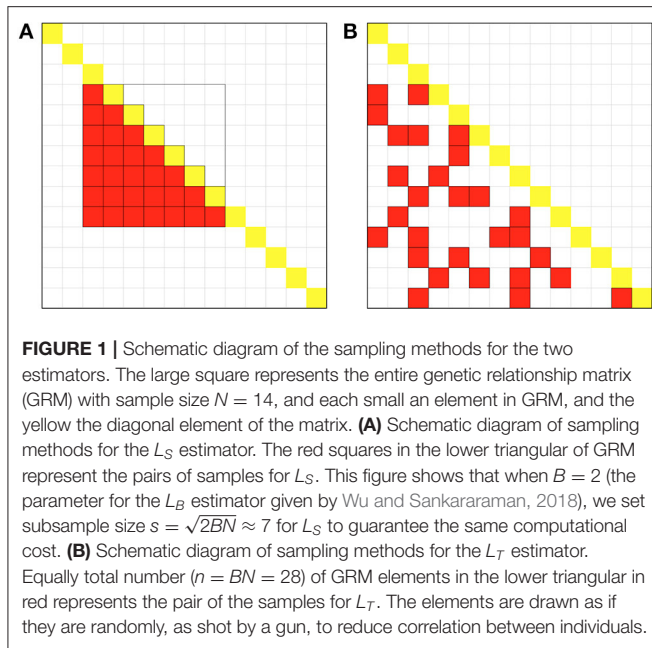 A B
FIGURE 1 | Schematic diagram of the sampling methods for the two
estimators. The large square represents the entire genetic relationship matrix
(GRM) with sample size N = 14, and each small an element in GRM, and the
yellow the diagonal element of the matrix. (A) Schematic diagram of sampling
methods for the L_S estimator. The red squares in the lower triangular of GRM
represent the pairs of samples for L_S. This figure shows that when B = 2 (the
parameter for the L_B estimator given by Wu and Sankararaman, 2018), we set
subsample size s = √2BN ≈ 7 for L_S to guarantee the same computational
cost. (B) Schematic diagram of sampling methods for the L_T estimator.
Equally total number (n = BN = 28) of GRM elements in the lower triangular in
red represents the pair of the samples for L_T. The elements are drawn as if
they are randomly, as shot by a gun, to reduce correlation between individuals.